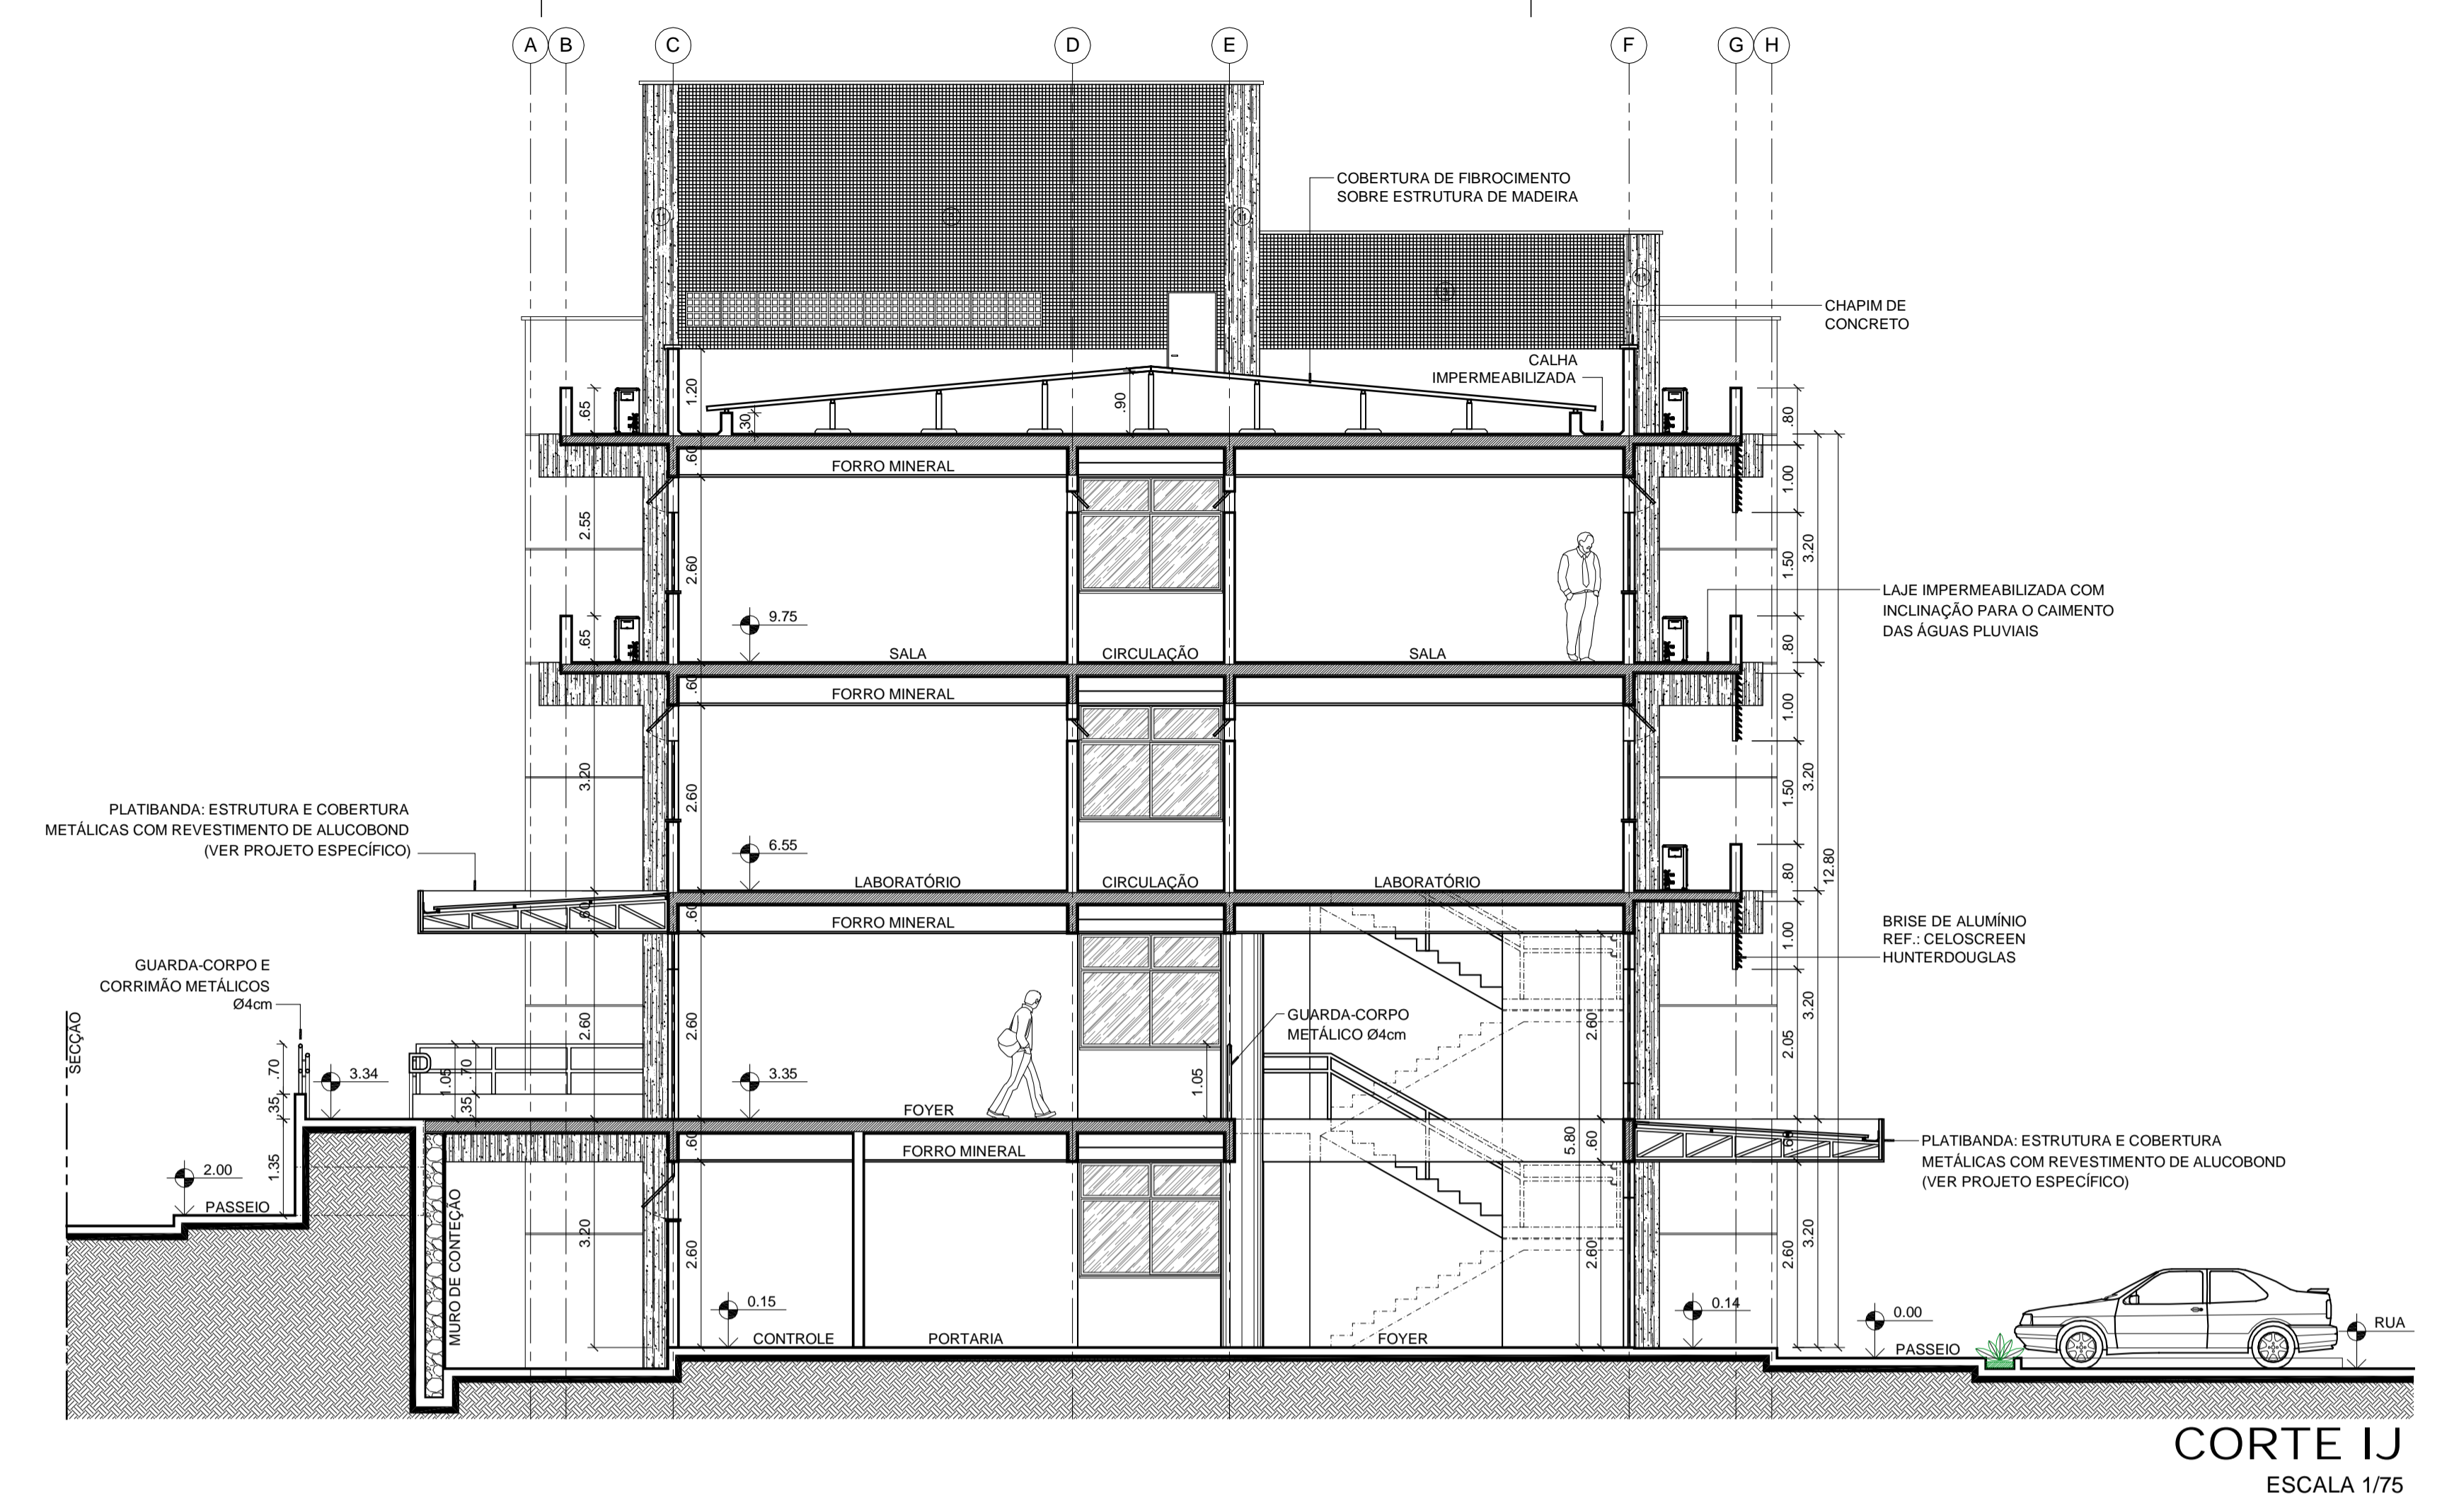 A B C D E F G H
COBERTURA DE FIBROCIMENTO
SOBRE ESTRUTURA DE MADEIRA
11
11
11
CHAPIM DE
CONCRETO
CALHA
IMPERMEABILIZADA
.65
1.20
.30
.90
.80
.60
FORRO MINERAL
1.00
2.55
2.60
1.50
3.20
9.75
LAJE IMPERMEABILIZADA COM
INCLINAÇÃO PARA O CAIMENTO
DAS ÁGUAS PLUVIAIS
.65
SALA
CIRCULAÇÃO
SALA
.80
.60
FORRO MINERAL
1.00
3.20
2.60
1.50
3.20
PLATIBANDA: ESTRUTURA E COBERTURA
METÁLICAS COM REVESTIMENTO DE ALUCOBOND
(VER PROJETO ESPECÍFICO)
6.55
12.80
.80
LABORATÓRIO
CIRCULAÇÃO
LABORATÓRIO
.60
.60
FORRO MINERAL
1.00
BRISE DE ALUMÍNIO
REF.: CELOSCREEN
HUNTERDOUGLAS
GUARDA-CORPO E
CORRIMÃO METÁLICOS
Ø4cm
SECÇÃO
2.60
2.60
GUARDA-CORPO
METÁLICO Ø4cm
2.60
3.20
2.05
.70
3.34
1.05
.70
3.35
1.05
.35
.35
FOYER
1.35
.60
FORRO MINERAL
5.80
.60
.60
PLATIBANDA: ESTRUTURA E COBERTURA
METÁLICAS COM REVESTIMENTO DE ALUCOBOND
(VER PROJETO ESPECÍFICO)
2.00
PASSEIO
MURO DE CONTEÇÃO
3.20
2.60
2.60
2.60
3.20
0.15
0.14
0.00
RUA
CONTROLE
PORTARIA
FOYER
PASSEIO
CORTE IJ
ESCALA 1/75